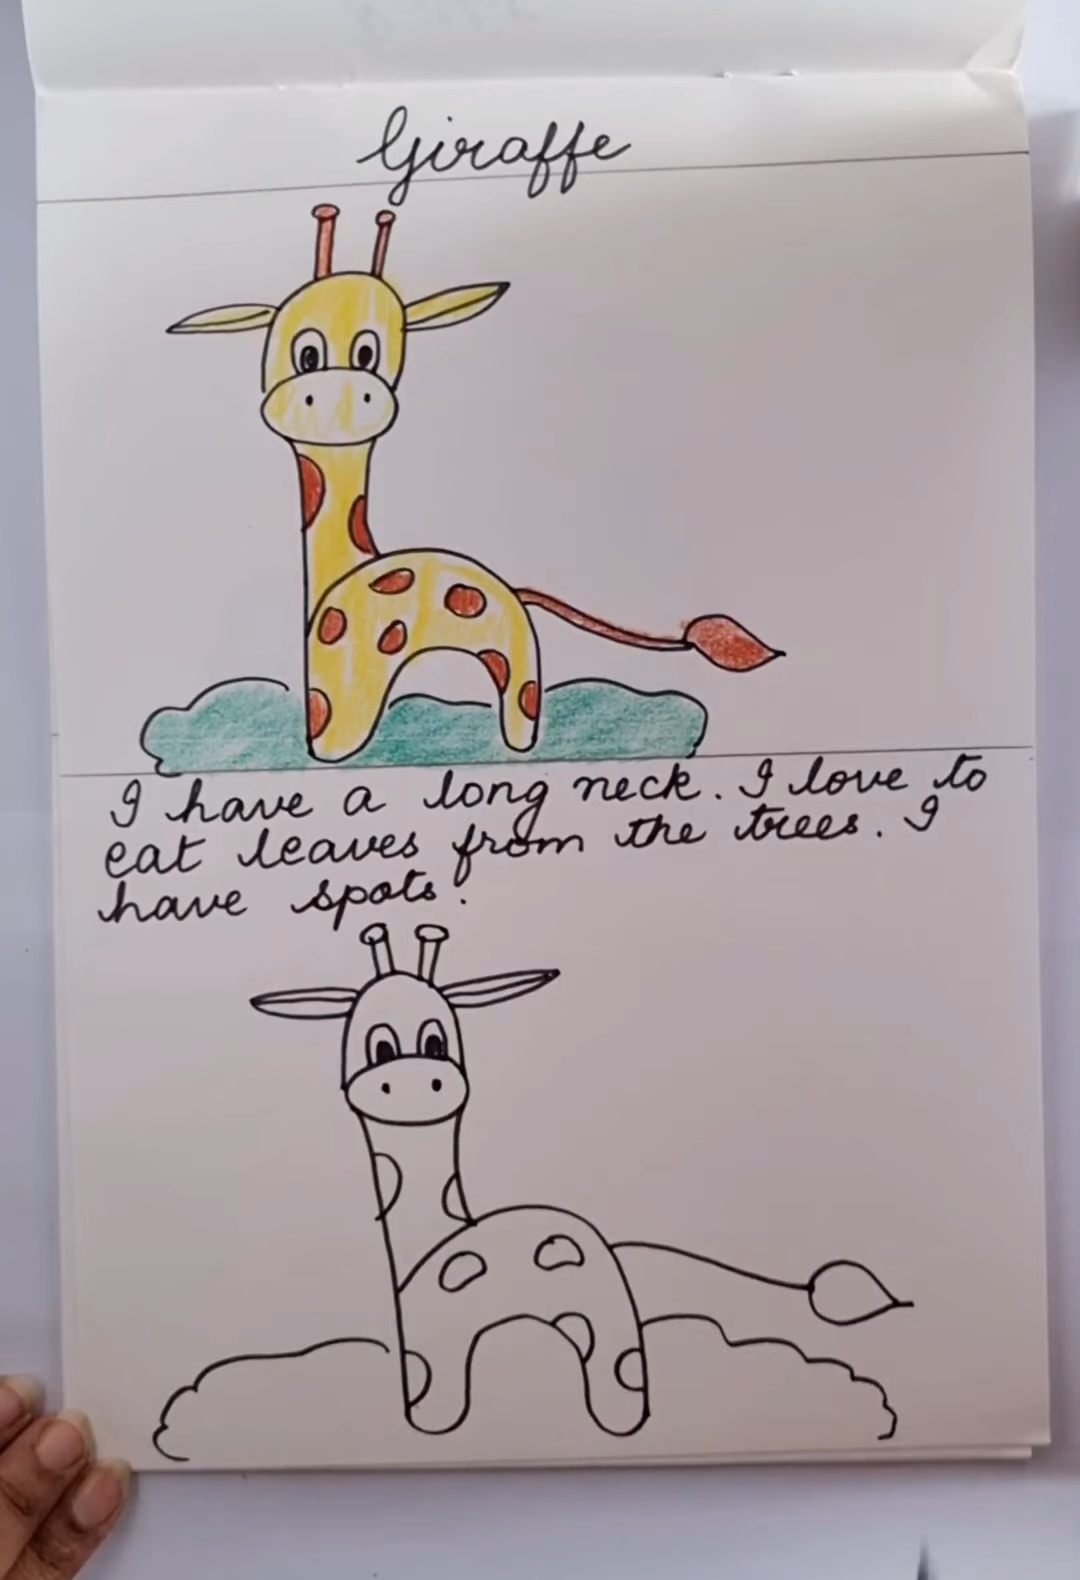 Giraffe
I have a long neck. I love to
eat leaves from the trees. I
have spots.